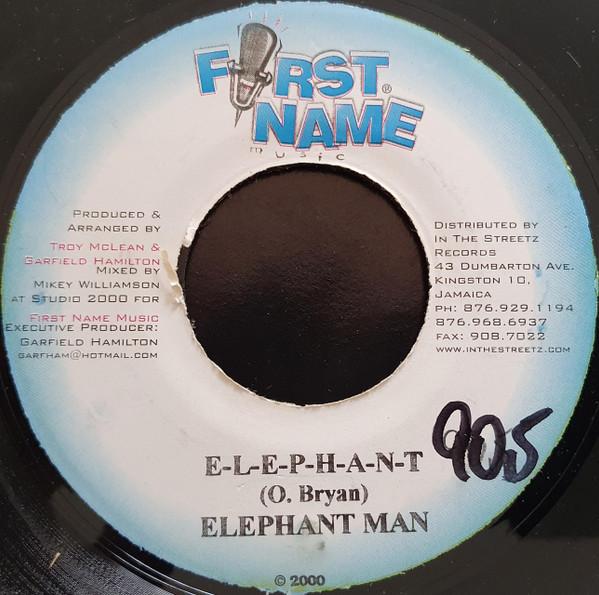 FIRST
NAME
music
PRODUCED &
ARRANGED BY
TROY MCLEAN &
GARFIELD HAMILTON
MIXED BY
MIKEY WILLIAMSON
AT STUDIO 2000 FOR
FIRST NAME MUSIC
EXECUTIVE PRODUCER:
GARFIELD HAMILTON
GARFHAM@HOTMAIL.COM
DISTRIBUTED BY
IN THE STREETZ
RECORDS
43 DUMBARTON AVE.
KINGSTON 10,
JAMAICA
PH: 876.929.1194
876.968.6937
FAX: 908.7022
WWW.INTHESTREETZ.COM
905
E-L-E-P-H-A-N-T
(O. Bryan)
ELEPHANT MAN
© 2000